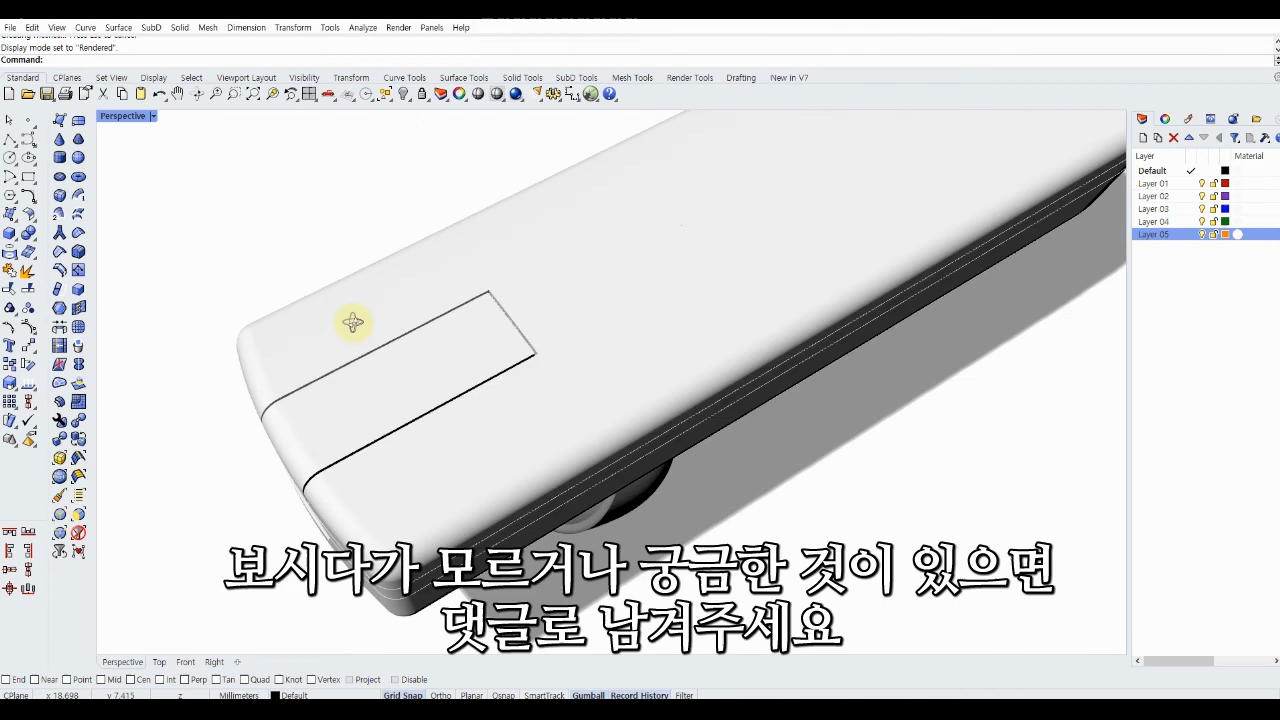 File Edit View Curve Surface SubD Solid Mesh Dimension Transform Tools Analyze Render Panels Help
Display mode set to "Rendered".
Command:
Standard CPlanes Set View Display Select Viewport Layout Visibility Transform Curve Tools Surface Tools Solid Tools SubD Tools Mesh Tools Render Tools Drafting New in V7
Perspective
Layer Material
Default
Layer 01
Layer 02
Layer 03
Layer 04
Layer 05
보시다가 모르거나 궁금한 것이 있으면
댓글로 남겨주세요
Perspective Top Front Right
End Near Point Mid Cen Int Perp Tan Quad Knot Vertex Project Disable
CPlane x 18.698 y 7.415 z Millimeters Default Grid Snap Ortho Planar Osnap SmartTrack Gumball Record History Filter